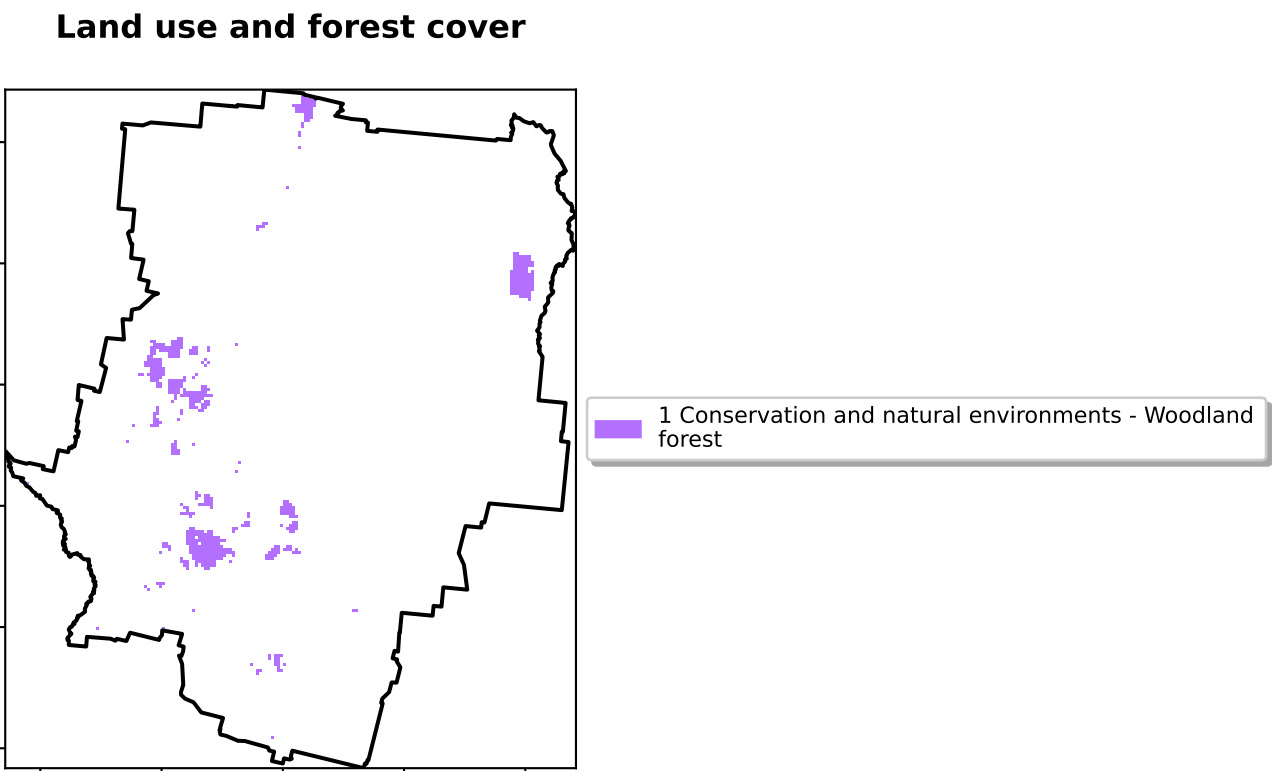 Land use and forest cover
1 Conservation and natural environments - Woodland
forest